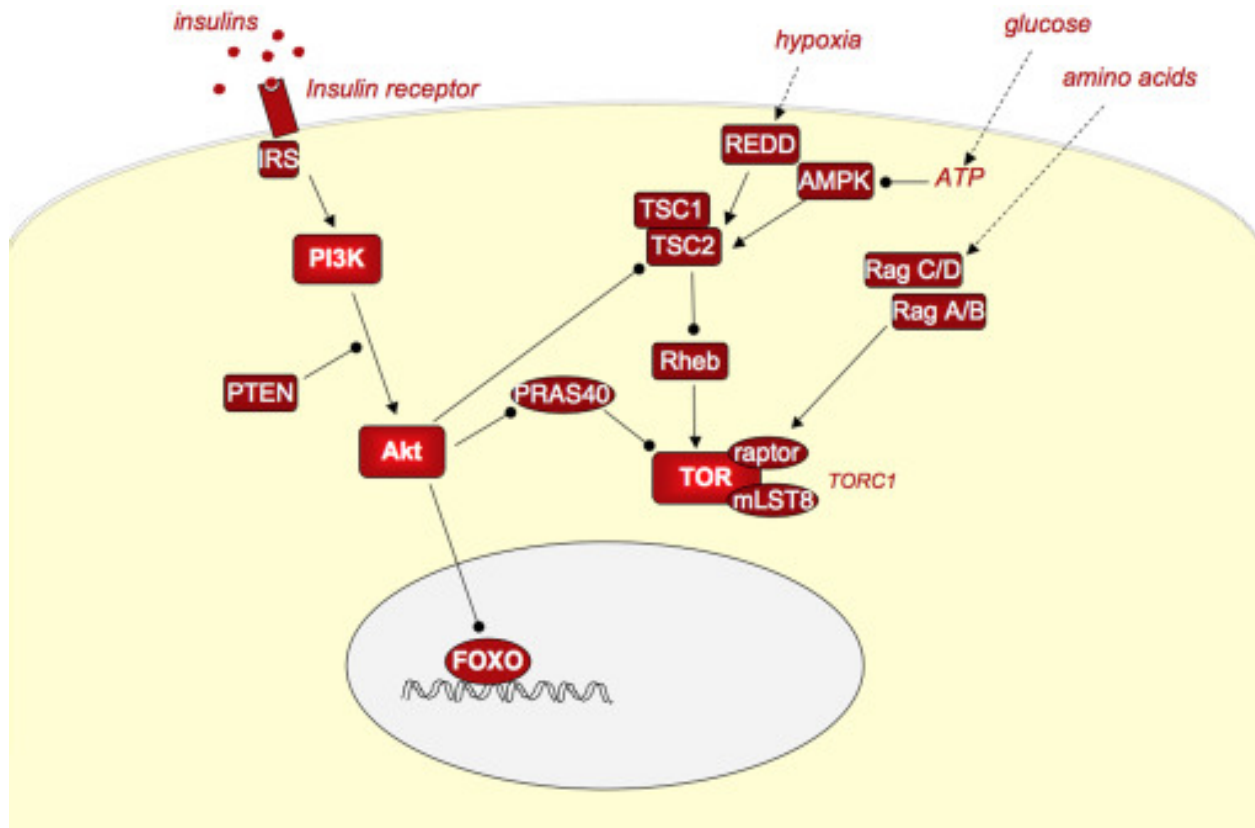 insulins
glucose
hypoxia
amino acids
Insulin receptor
REDD
IRS
AMPK
ATP
TSC1
TSC2
PI3K
Rag C/D
Rag A/B
Rheb
PTEN
PRAS40
Akt
raptor
TOR
TORC1
mLST8
FOXO